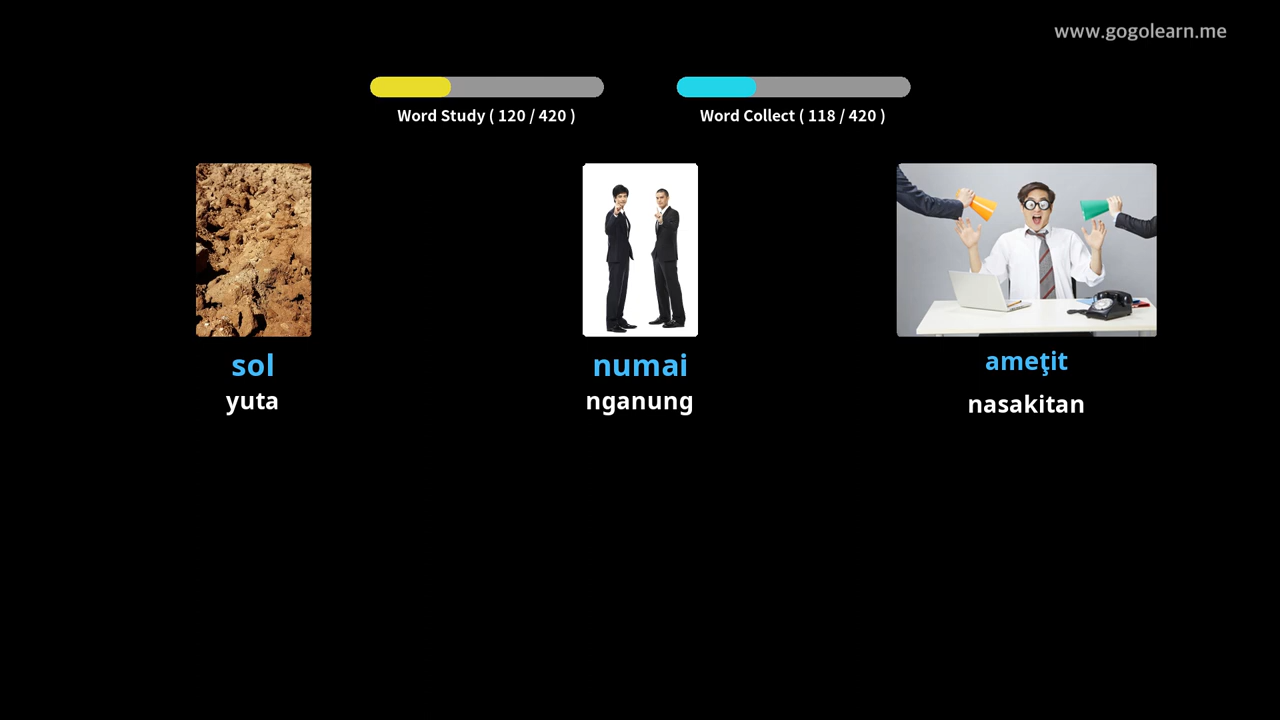 www.gogolearn.me
Word Study ( 120 / 420 )
Word Collect ( 118 / 420 )
sol
yuta
numai
nganung
ameţit
nasakitan